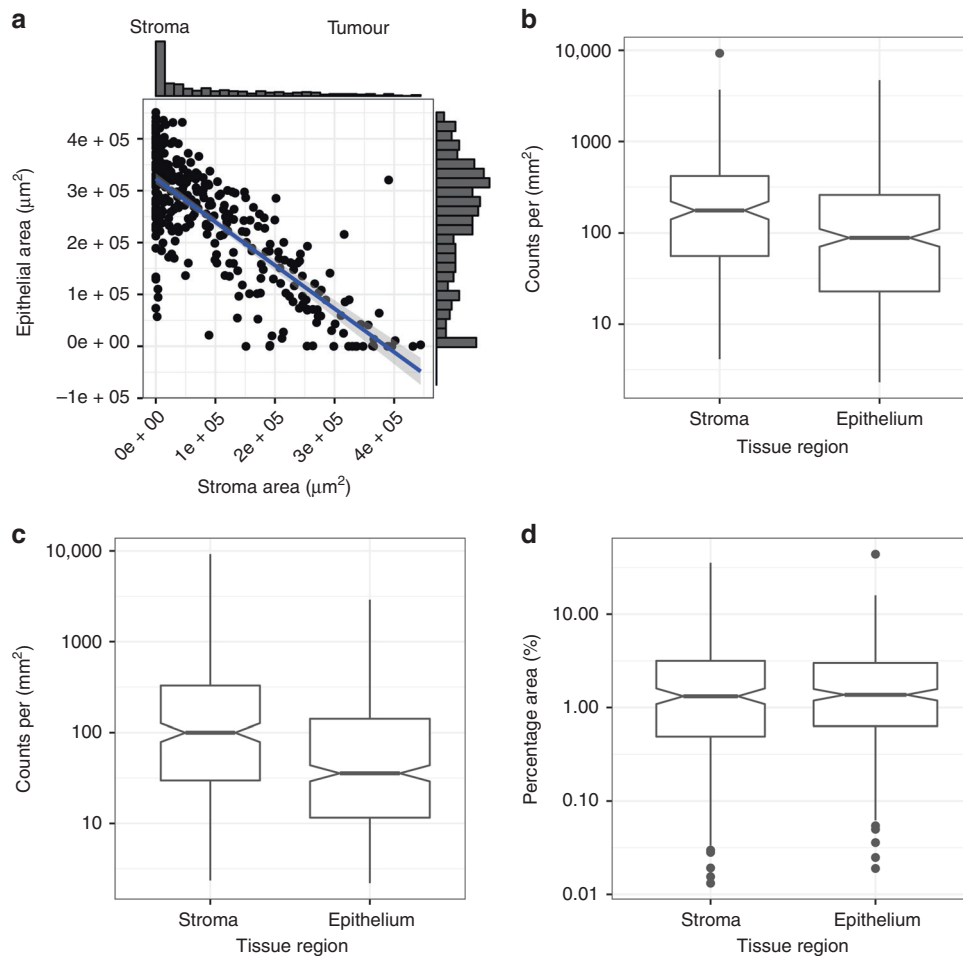 a
Stroma Tumour
4e + 05
3e + 05
2e + 05
1e + 05
0e + 00
−1e + 05
Epithelial area (μm²)
0e + 00 1e + 05 2e + 05 3e + 05 4e + 05
Stroma area (μm²)
b
10,000
1000
100
10
Counts per (mm²)
Stroma Epithelium
Tissue region
c
10,000
1000
100
10
Counts per (mm²)
Stroma Epithelium
Tissue region
d
10.00
1.00
0.10
0.01
Percentage area (%)
Stroma Epithelium
Tissue region